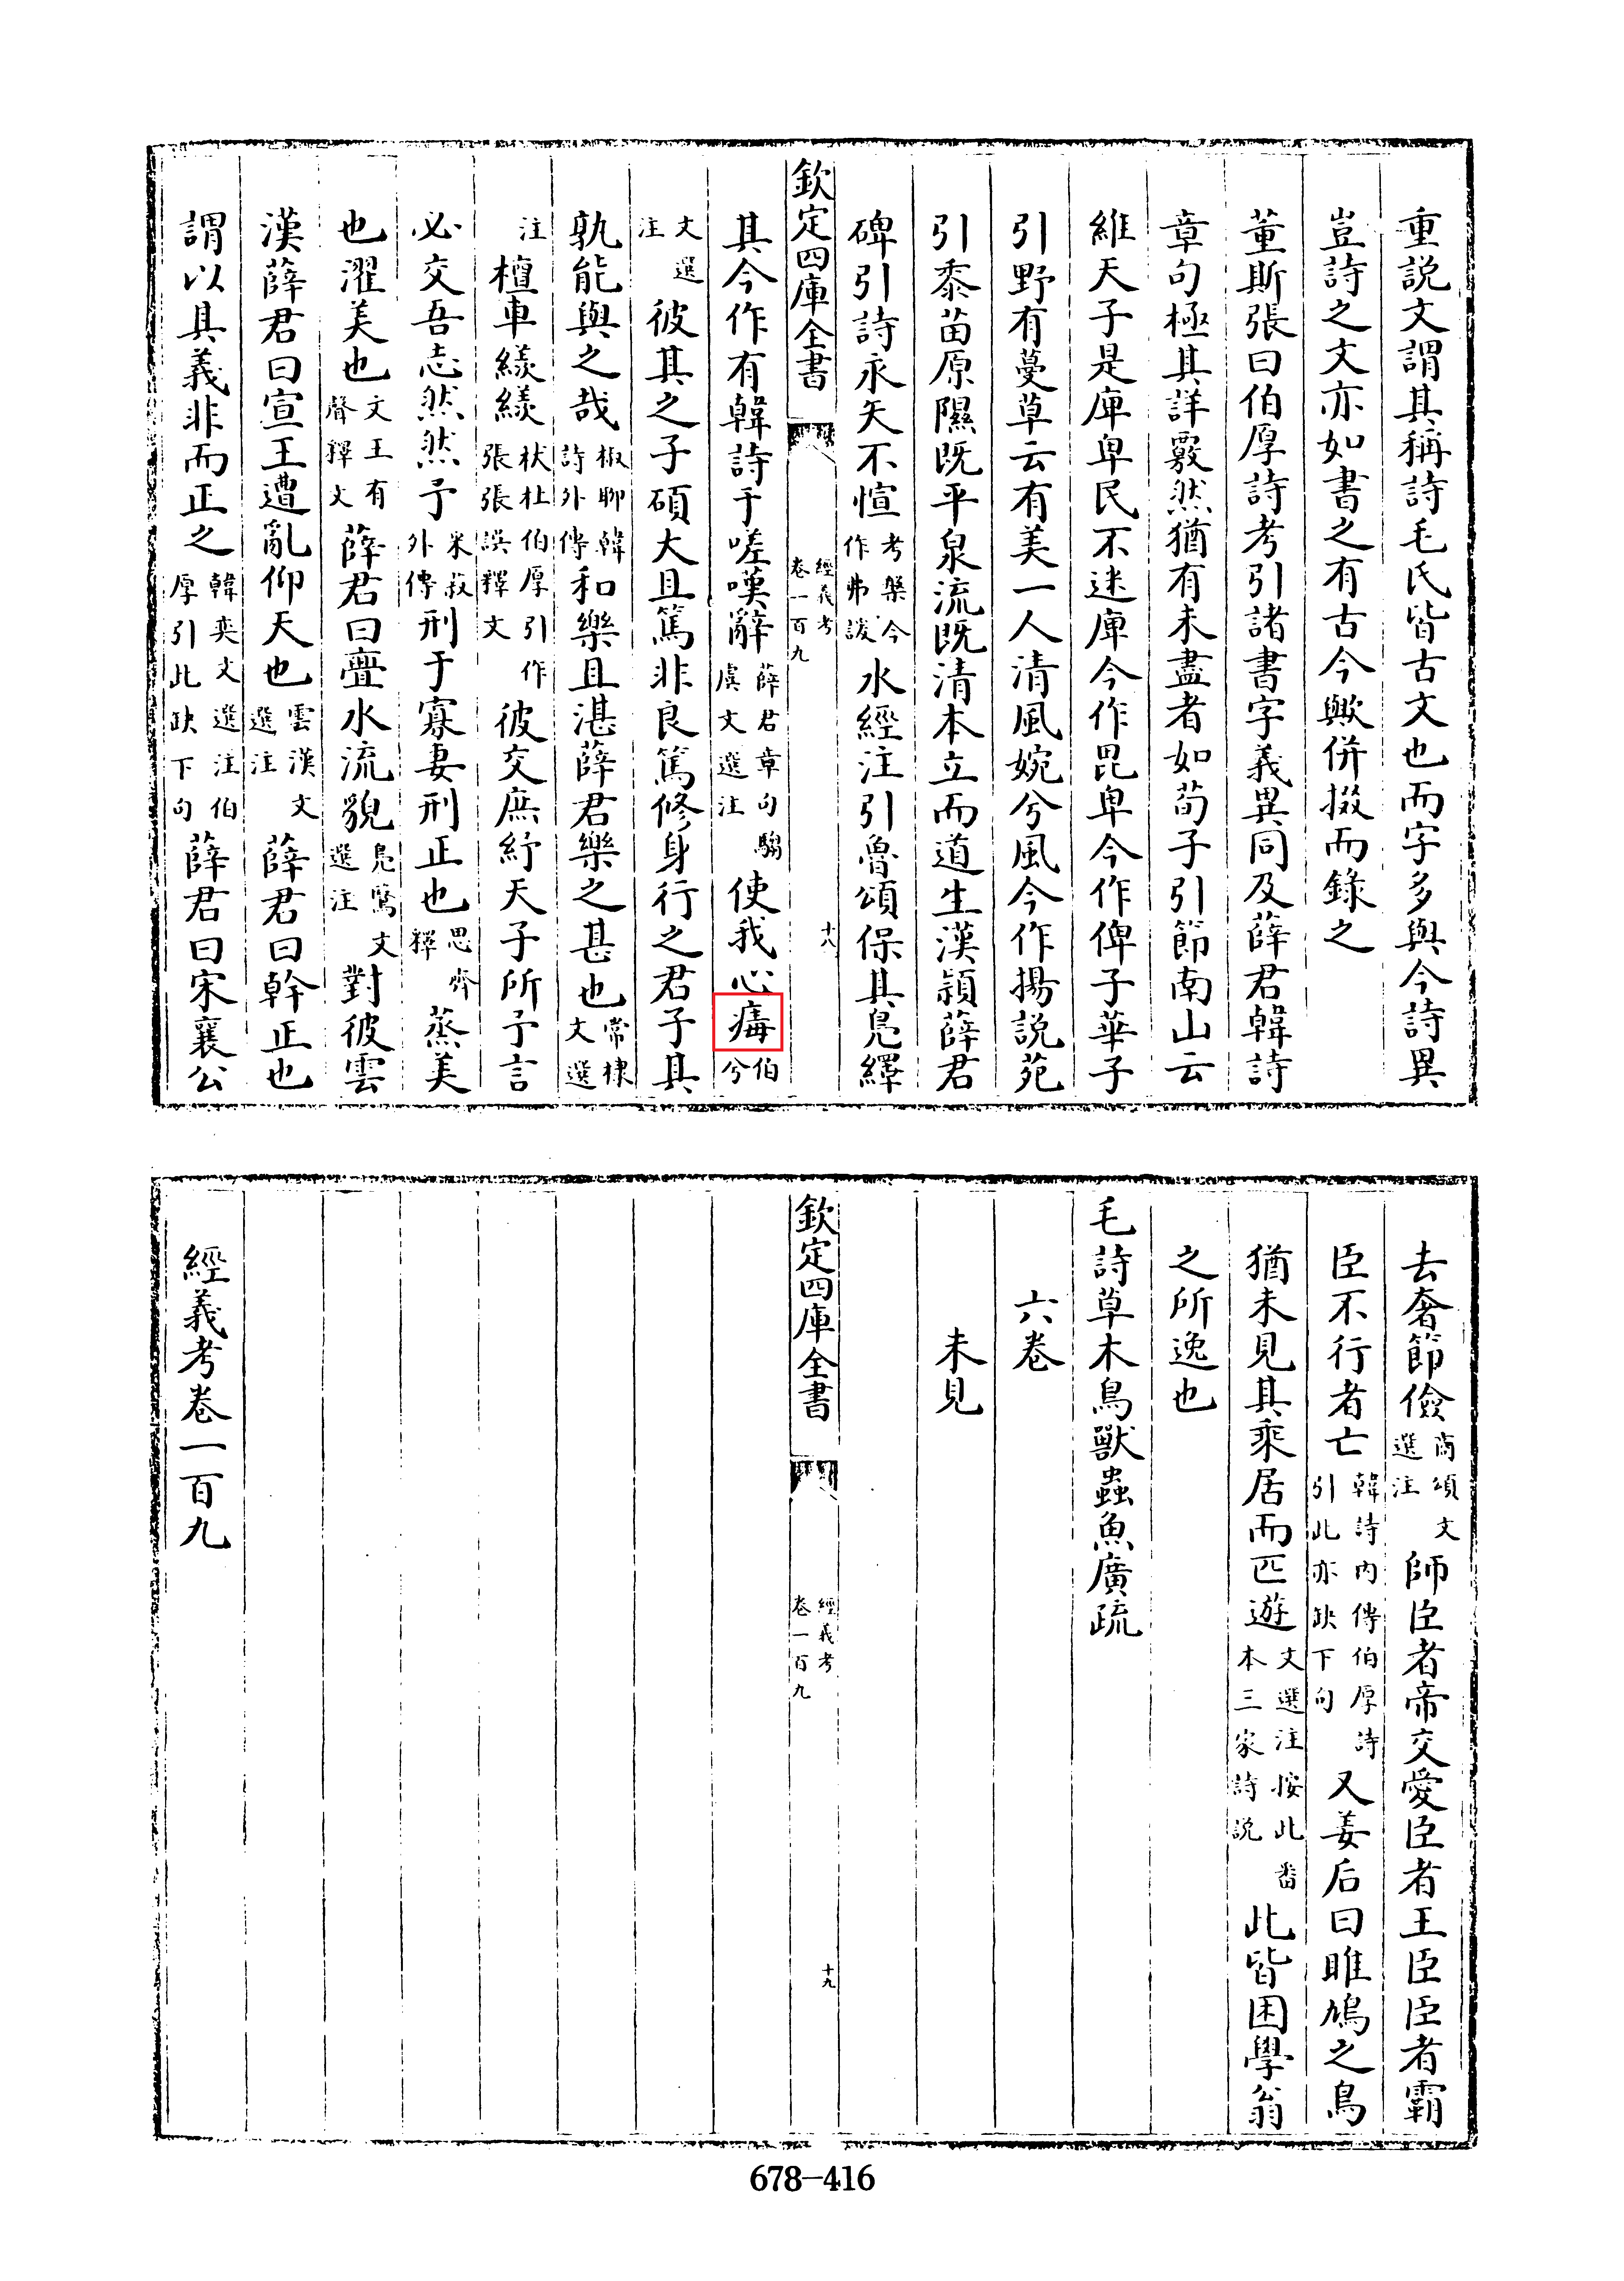 重説文謂其稱詩毛氏皆古文也而字多與今詩異
豈詩之文亦如書之有古今歟併掇而錄之
董斯張曰伯厚詩考引諸書字義異同及薛君韓詩
章句極其詳覈然猶有未盡者如荀子引節南山云
維天子是庳卑民不迷庳今作毘卑今作俾子華子
引野有蔓草云有美一人清風婉兮風今作揚説苑
引黍苗原隰既平泉流既清本立而道生漢潁薛君
碑引詩永矢不愃考槃今作弗諼水經注引魯頌保其鳧繹
欽定四庫全書
經義考卷一百九
十八
其今作有韓詩于嗟嘆辭薛君章句騶虞文選注使我心痗伯兮
文選注彼其之子碩大且篤非良篤修身行之君子其
孰能與之哉椒聊韓詩外傳和樂且湛薛君樂之甚也常棣文選
注檀車緣緣杕杜伯厚引作張張誤釋文彼交庶紓天子所予言
必交吾志然然予采菽外傳刑于寡妻刑正也思齊釋蒸美
也濯美也文王有聲釋文薛君曰亹水流貌鳧鷖文選注對彼雲
漢薛君曰宣王遭亂仰天也雲漢文選注薛君曰幹正也
謂以其義非而正之韓奕文選注伯厚引此缺下句薛君曰宋襄公
去奢節儉商頌文選注師臣者帝交愛臣者王臣臣者霸
臣不行者亡韓詩内傳伯厚詩引此亦缺下句又姜后曰雎鳩之鳥
猶未見其乘居而匹遊文選注按此畨本三家詩説此皆困學翁
之所逸也
毛詩草木鳥獸蟲魚廣疏
六卷
未見
欽定四庫全書
經義考卷一百九
十九
經義考卷一百九
678-416